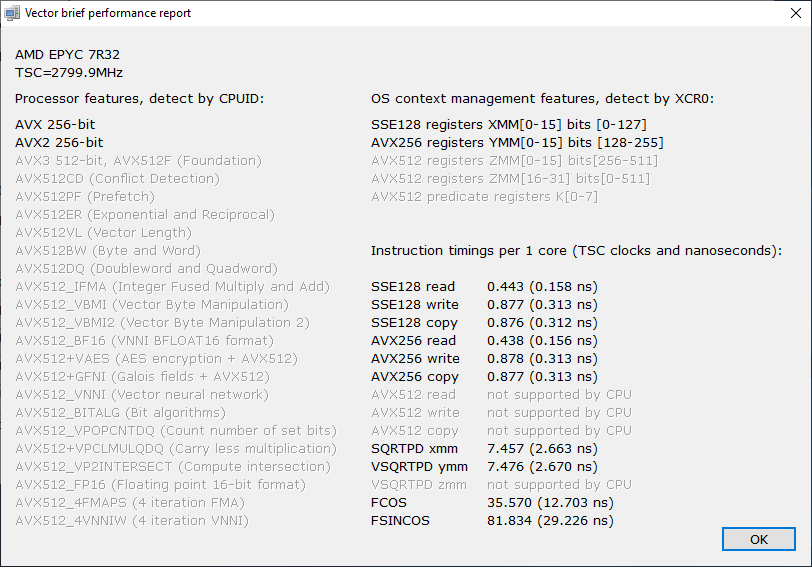 Vector brief performance report
AMD EPYC 7R32
TSC=2799.9MHz
Processor features, detect by CPUID:
AVX 256-bit
AVX2 256-bit
AVX3 512-bit, AVX512F (Foundation)
AVX512CD (Conflict Detection)
AVX512PF (Prefetch)
AVX512ER (Exponential and Reciprocal)
AVX512VL (Vector Length)
AVX512BW (Byte and Word)
AVX512DQ (Doubleword and Quadword)
AVX512_IFMA (Integer Fused Multiply and Add)
AVX512_VBMI (Vector Byte Manipulation)
AVX512_VBMI2 (Vector Byte Manipulation 2)
AVX512_BF16 (VNNI BFLOAT16 format)
AVX512+VAES (AES encryption + AVX512)
AVX512+GFNI (Galois fields + AVX512)
AVX512_VNNI (Vector neural network)
AVX512_BITALG (Bit algorithms)
AVX512_VPOPCNTDQ (Count number of set bits)
AVX512+VPCLMULQDQ (Carry less multiplication)
AVX512_VP2INTERSECT (Compute intersection)
AVX512_FP16 (Floating point 16-bit format)
AVX512_4FMAPS (4 iteration FMA)
AVX512_4VNNIW (4 iteration VNNI)
OS context management features, detect by XCR0:
SSE128 registers XMM[0-15] bits [0-127]
AVX256 registers YMM[0-15] bits [128-255]
AVX512 registers ZMM[0-15] bits[256-511]
AVX512 registers ZMM[16-31] bits[0-511]
AVX512 predicate registers K[0-7]
Instruction timings per 1 core (TSC clocks and nanoseconds):
SSE128 read 0.443 (0.158 ns)
SSE128 write 0.877 (0.313 ns)
SSE128 copy 0.876 (0.312 ns)
AVX256 read 0.438 (0.156 ns)
AVX256 write 0.878 (0.313 ns)
AVX256 copy 0.877 (0.313 ns)
AVX512 read not supported by CPU
AVX512 write not supported by CPU
AVX512 copy not supported by CPU
SQRTPD xmm 7.457 (2.663 ns)
VSQRTPD ymm 7.476 (2.670 ns)
VSQRTPD zmm not supported by CPU
FCOS 35.570 (12.703 ns)
FSINCOS 81.834 (29.226 ns)
OK